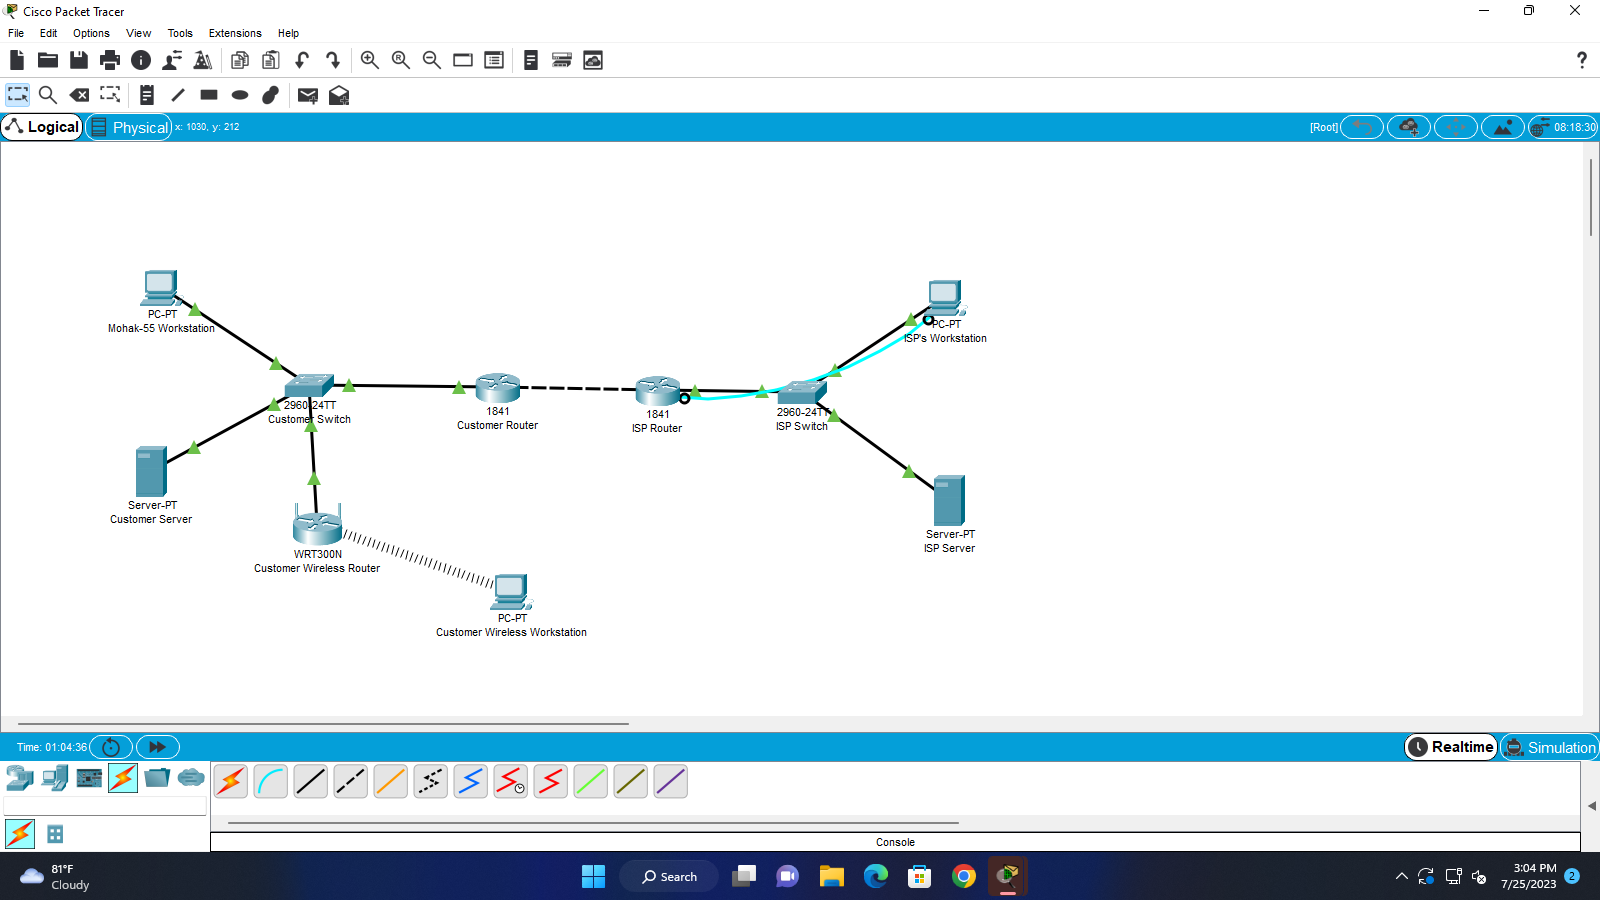 Cisco Packet Tracer
File Edit Options View Tools Extensions Help
?
Logical Physical x: 1030, y: 212 [Root] 08:18:30
PC-PT
Mohak-55 Workstation
PC-PT
ISP's Workstation
2960-24TT
Customer Switch
1841
Customer Router
1841
ISP Router
2960-24TT
ISP Switch
Server-PT
Customer Server
Server-PT
ISP Server
WRT300N
Customer Wireless Router
PC-PT
Customer Wireless Workstation
Time: 01:04:36 Realtime Simulation
Console
81°F
Cloudy
Search
3:04 PM
7/25/2023
2